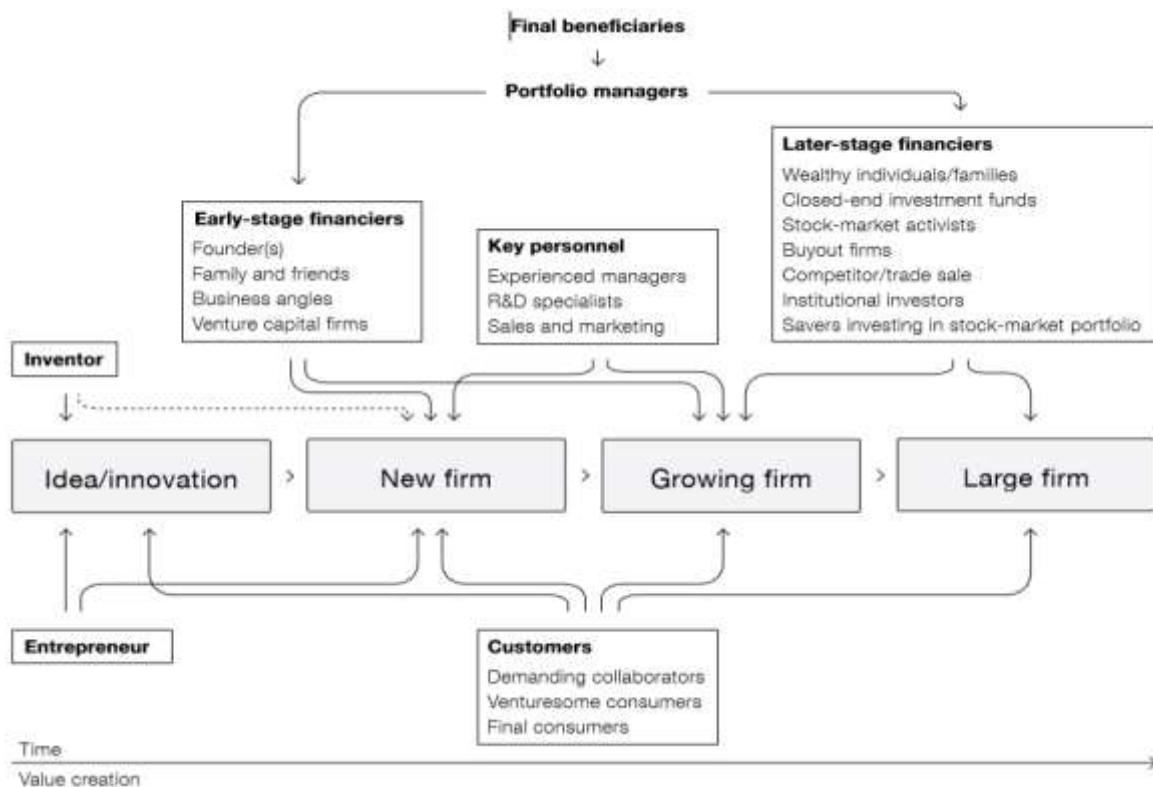 Final beneficiaries
Portfolio managers
Later-stage financiers
Wealthy individuals/families
Closed-end investment funds
Stock-market activists
Buyout firms
Competitor/trade sale
Institutional investors
Savers investing in stock-market portfolio
Early-stage financiers
Founder(s)
Family and friends
Business angles
Venture capital firms
Key personnel
Experienced managers
R&D specialists
Sales and marketing
Inventor
Idea/innovation > New firm > Growing firm > Large firm
Entrepreneur
Customers
Demanding collaborators
Venturesome consumers
Final consumers
Time
Value creation